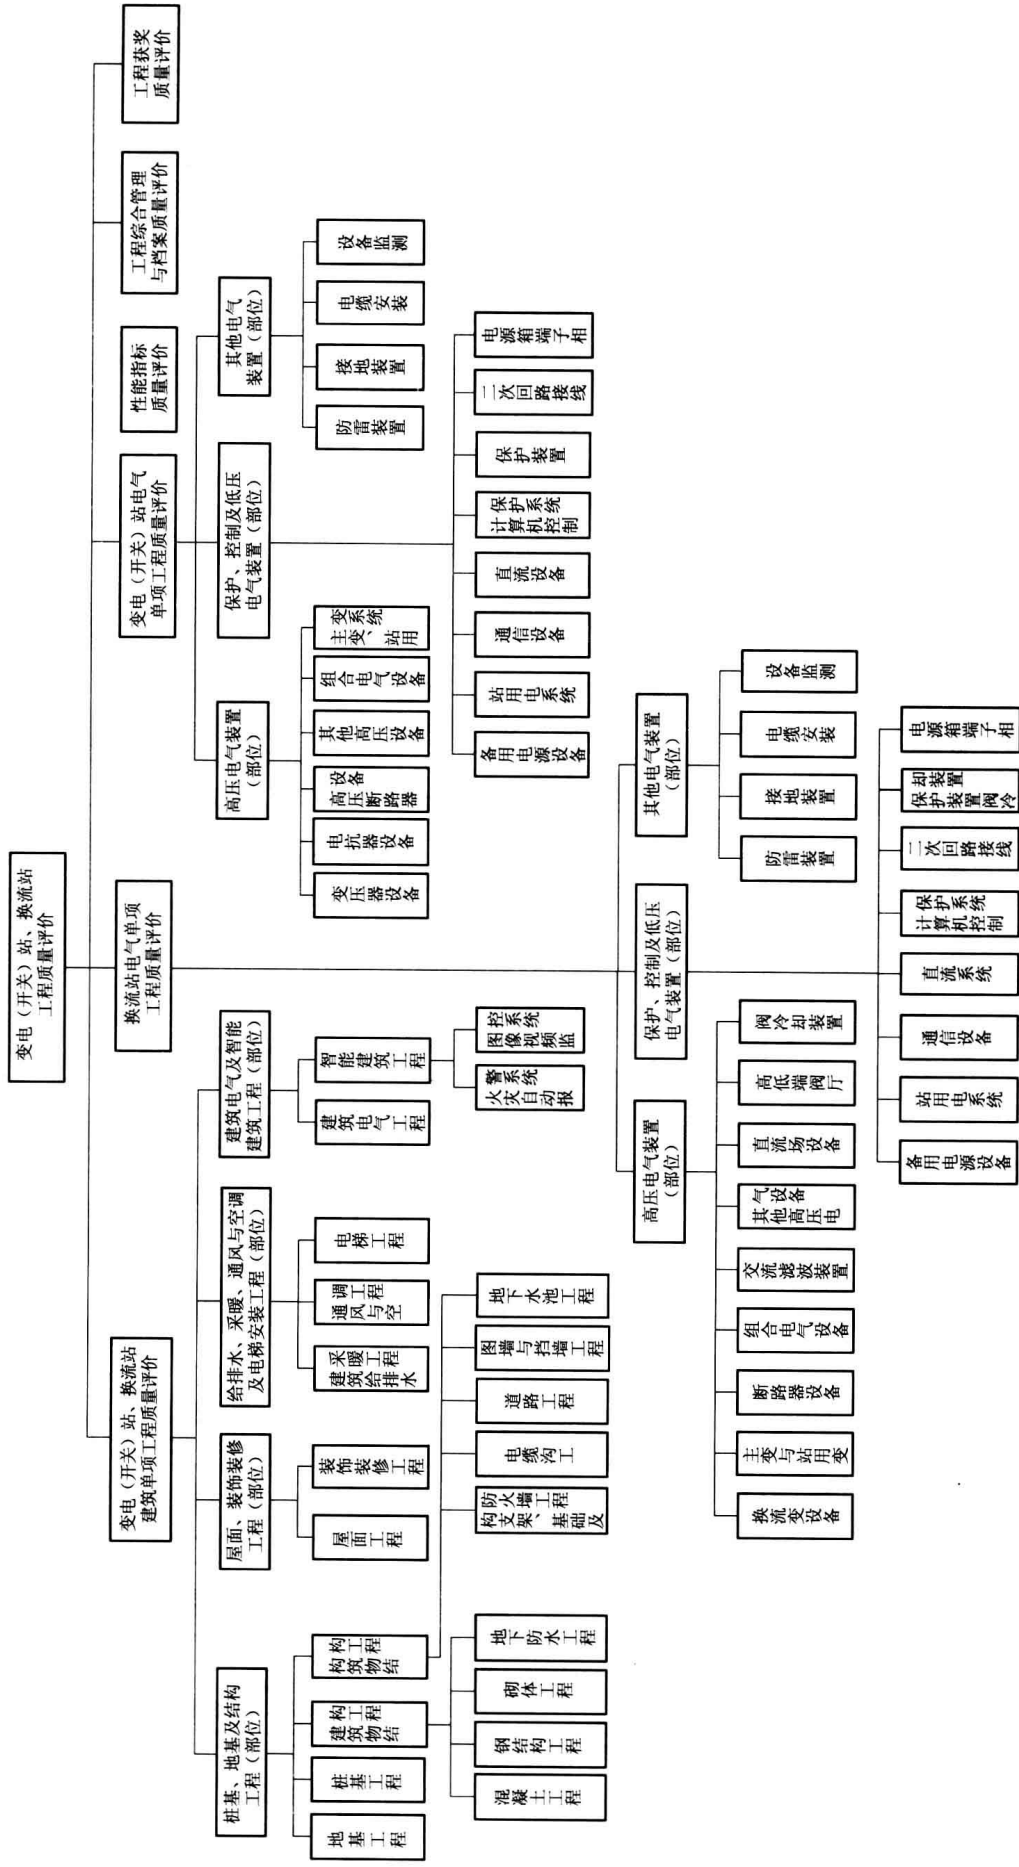 变电（开关）站、换流站
工程质量评价
变电（开关）站、换流站
建筑单项工程质量评价
换流站电气单项
工程质量评价
变电（开关）站电气
单项工程质量评价
性能指标
质量评价
工程综合管理
与档案质量评价
工程获奖
质量评价
桩基、地基及结构
工程（部位）
屋面、装饰装修
工程（部位）
给排水、采暖、通风与空调
及电梯安装工程（部位）
建筑电气及智能
建筑工程（部位）
高压电气装置
（部位）
保护、控制及低压
电气装置（部位）
其他电气
装置（部位）
地基工程
桩基工程
建筑物结
构工程
构筑物结
构工程
屋面工程
装饰装修工程
建筑给排水
采暖工程
通风与空
调工程
电梯工程
建筑电气工程
智能建筑工程
变压器设备
电抗器设备
高压断路器
设备
其他高压设备
组合电气设备
主变、站用
变系统
防雷装置
接地装置
电缆安装
设备监测
混凝土工程
钢结构工程
砌体工程
地下防水工程
构支架、基础及
防火墙工程
电缆沟工
道路工程
图墙与挡墙工程
地下水池工程
火灾自动报
警系统
图像视频监
控系统
备用电源设备
站用电系统
通信设备
直流设备
计算机控制
保护系统
保护装置
二次回路接线
电源箱端子相
高压电气装置
（部位）
保护、控制及低压
电气装置（部位）
其他电气装置
（部位）
换流变设备
主变与站用变
断路器设备
组合电气设备
交流滤波装置
其他高压电
气设备
直流场设备
高低端阀厅
阀冷却装置
防雷装置
接地装置
电缆安装
设备监测
备用电源设备
站用电系统
通信设备
直流系统
计算机控制
保护系统
二次回路接线
保护装置阀冷
却装置
电源箱端子相